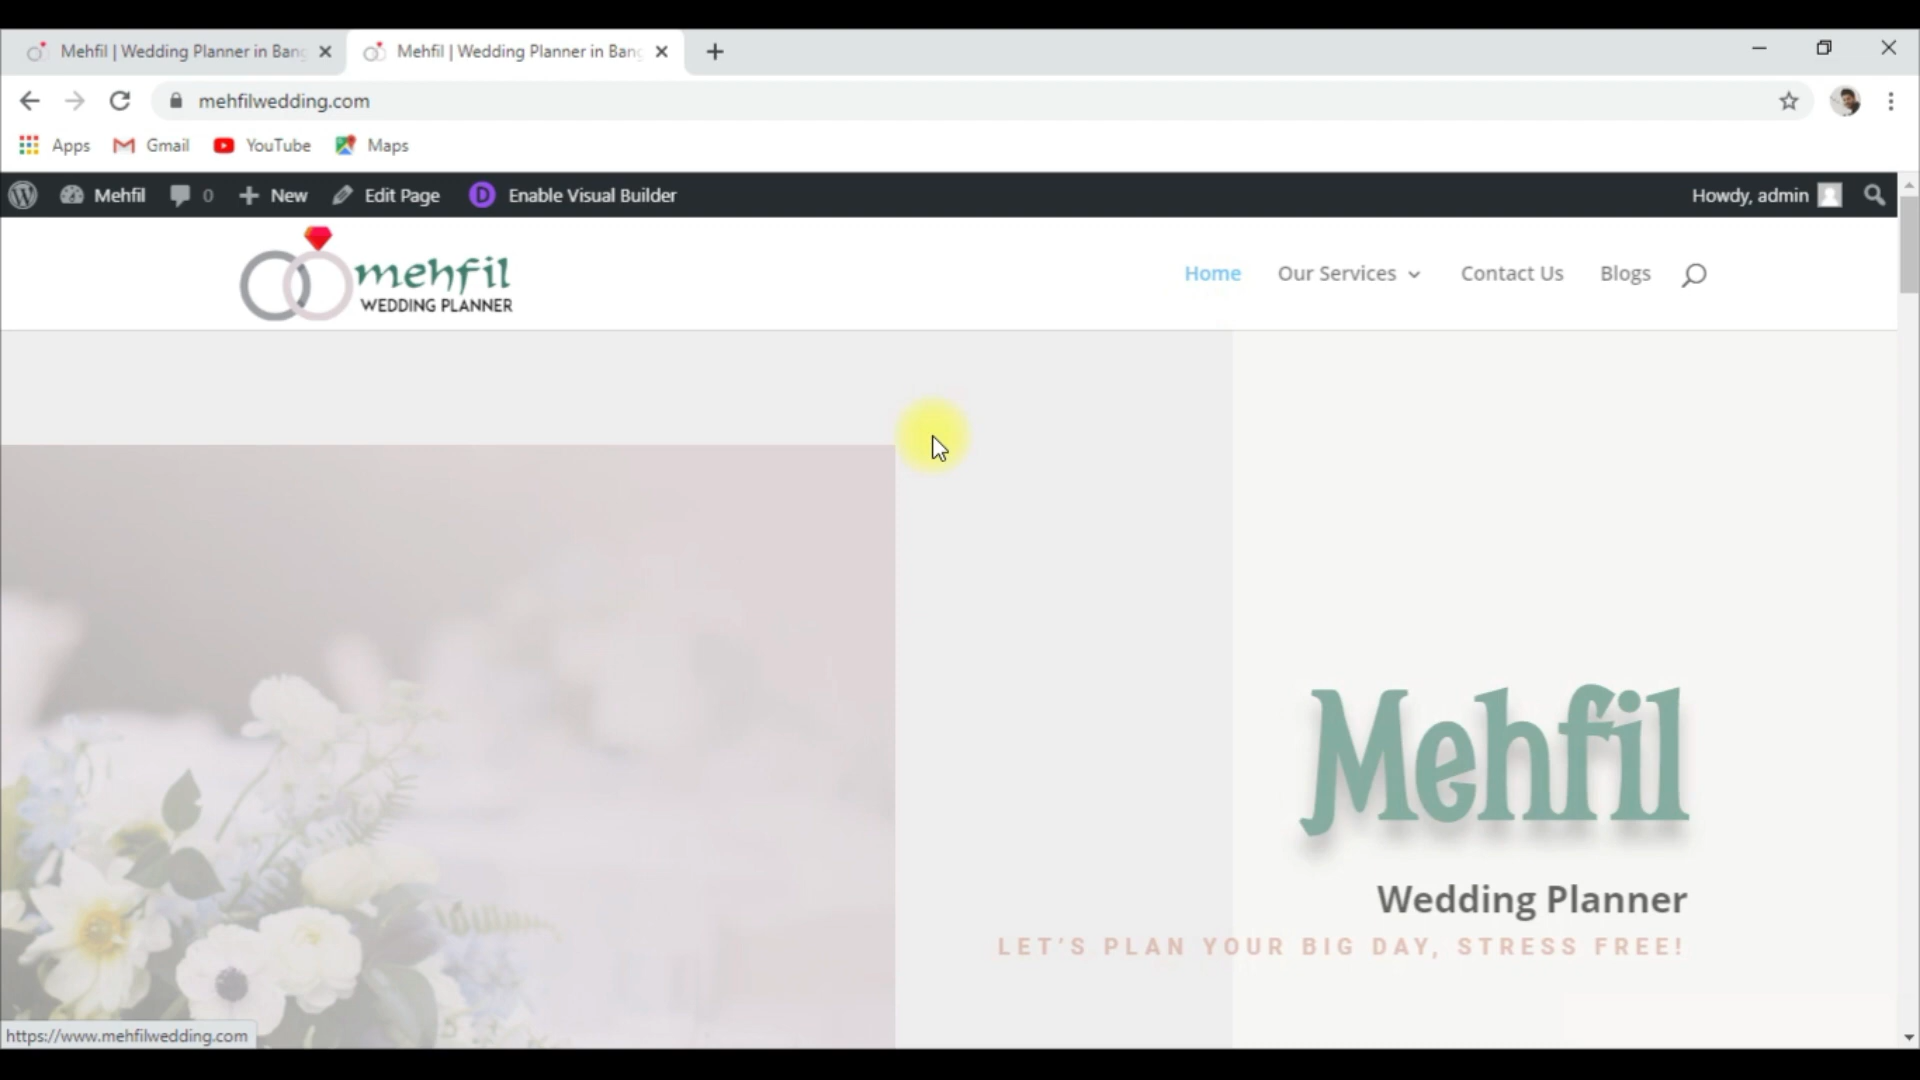 Mehfil | Wedding Planner in Bang
Mehfil | Wedding Planner in Bang
mehfilwedding.com
Apps Gmail YouTube Maps
Mehfil 0 New Edit Page D Enable Visual Builder Howdy, admin
mehfil
WEDDING PLANNER
Home Our Services Contact Us Blogs
Mehfil
Wedding Planner
LET'S PLAN YOUR BIG DAY, STRESS FREE!
https://www.mehfilwedding.com